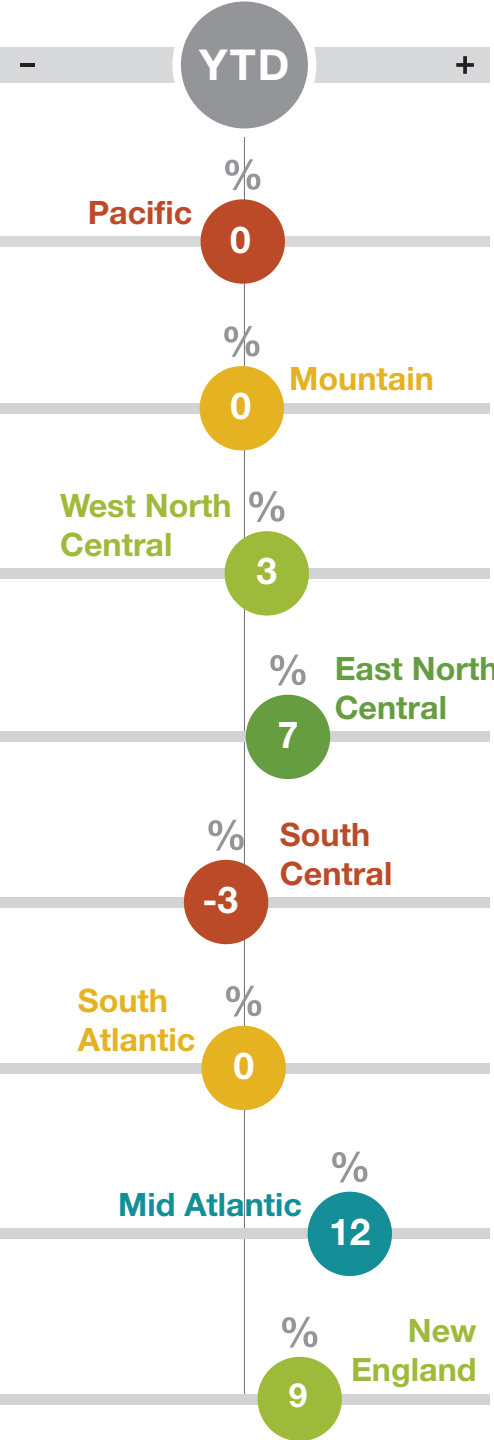 - YTD +
%
Pacific
0
%
Mountain
0
West North %
Central
3
% East North
Central
7
% South
Central
-3
South %
Atlantic
0
%
Mid Atlantic
12
% New
England
9